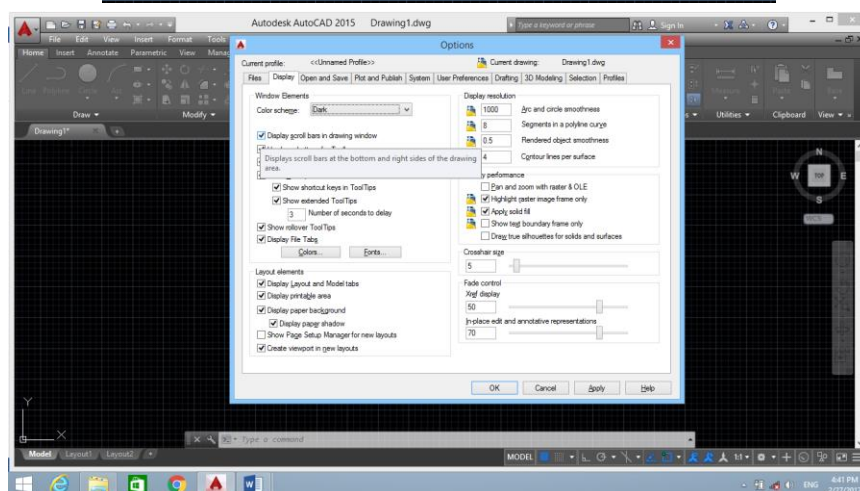 Autodesk AutoCAD 2015 Drawing1.dwg
Type a keyword or phrase
Sign In
File Edit View Insert Format Tools
Home Insert Annotate Parametric View
Draw
Modify
Utilities
Clipboard
View
Drawing1*
Options
Current profile: <<Unnamed Profile>>
Current drawing: Drawing1.dwg
Files Display Open and Save Plot and Publish System User Preferences Drafting 3D Modeling Selection Profiles
Window Elements
Color scheme: Dark
Display scroll bars in drawing window
Displays scroll bars at the bottom and right sides of the drawing area.
Show shortcut keys in ToolTips
Show extended ToolTips
3 Number of seconds to delay
Show rollover ToolTips
Display File Tabs
Colors... Fonts...
Layout elements
Display Layout and Model tabs
Display printable area
Display paper background
Display paper shadow
Show Page Setup Manager for new layouts
Create viewport in new layouts
Display resolution
1000 Arc and circle smoothness
8 Segments in a polyline curve
0.5 Rendered object smoothness
4 Contour lines per surface
performance
Pan and zoom with raster & OLE
Highlight raster image frame only
Apply solid fill
Show text boundary frame only
Draw true silhouettes for solids and surfaces
Crosshair size
5
Fade control
Xref display
50
In-place edit and annotative representations
70
OK Cancel Apply Help
N
W TOP E
S
WCS
Y
X
Type a command
Model Layout1 Layout2
MODEL
1:1
ENG
4:41 PM